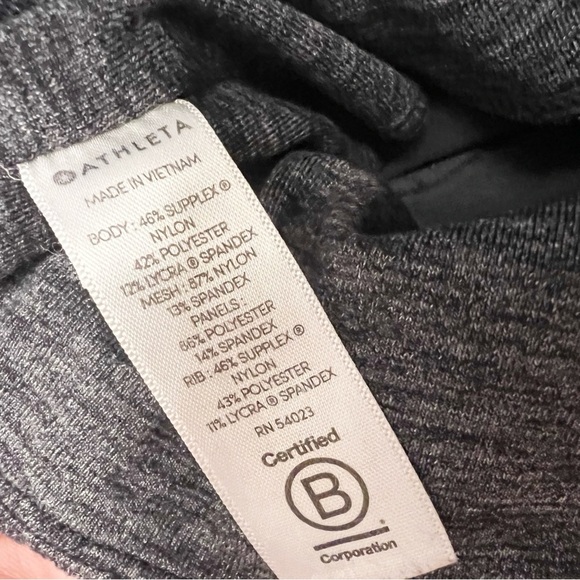 ATHLETA
MADE IN VIETNAM
BODY : 46% SUPPLEX®
NYLON
42% POLYESTER
12% LYCRA® SPANDEX
MESH : 87% NYLON
13% SPANDEX
PANELS :
86% POLYESTER
14% SPANDEX
RIB : 46% SUPPLEX®
NYLON
43% POLYESTER
11% LYCRA® SPANDEX
RN 54023
Certified
B
Corporation